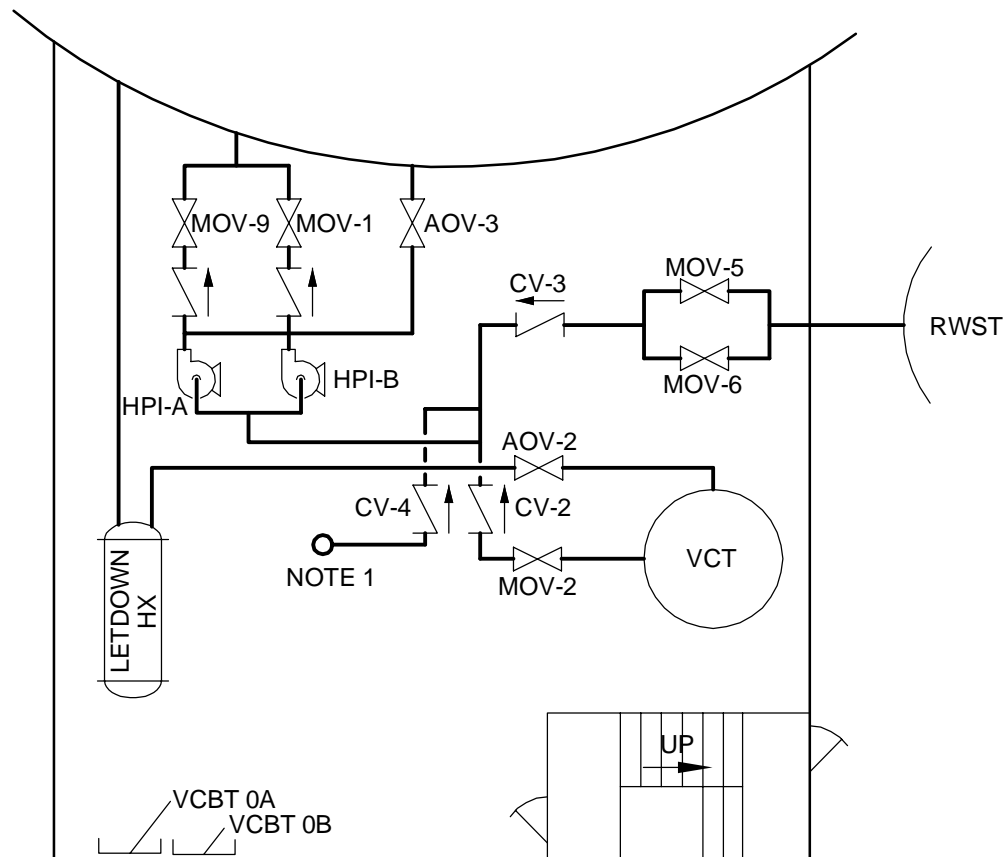 MOV-9
MOV-1
AOV-3
MOV-5
CV-3
RWST
MOV-6
HPI-B
HPI-A
AOV-2
CV-4
CV-2
NOTE 1
MOV-2
VCT
LETDOWN
HX
UP
VCBT 0A
VCBT 0B